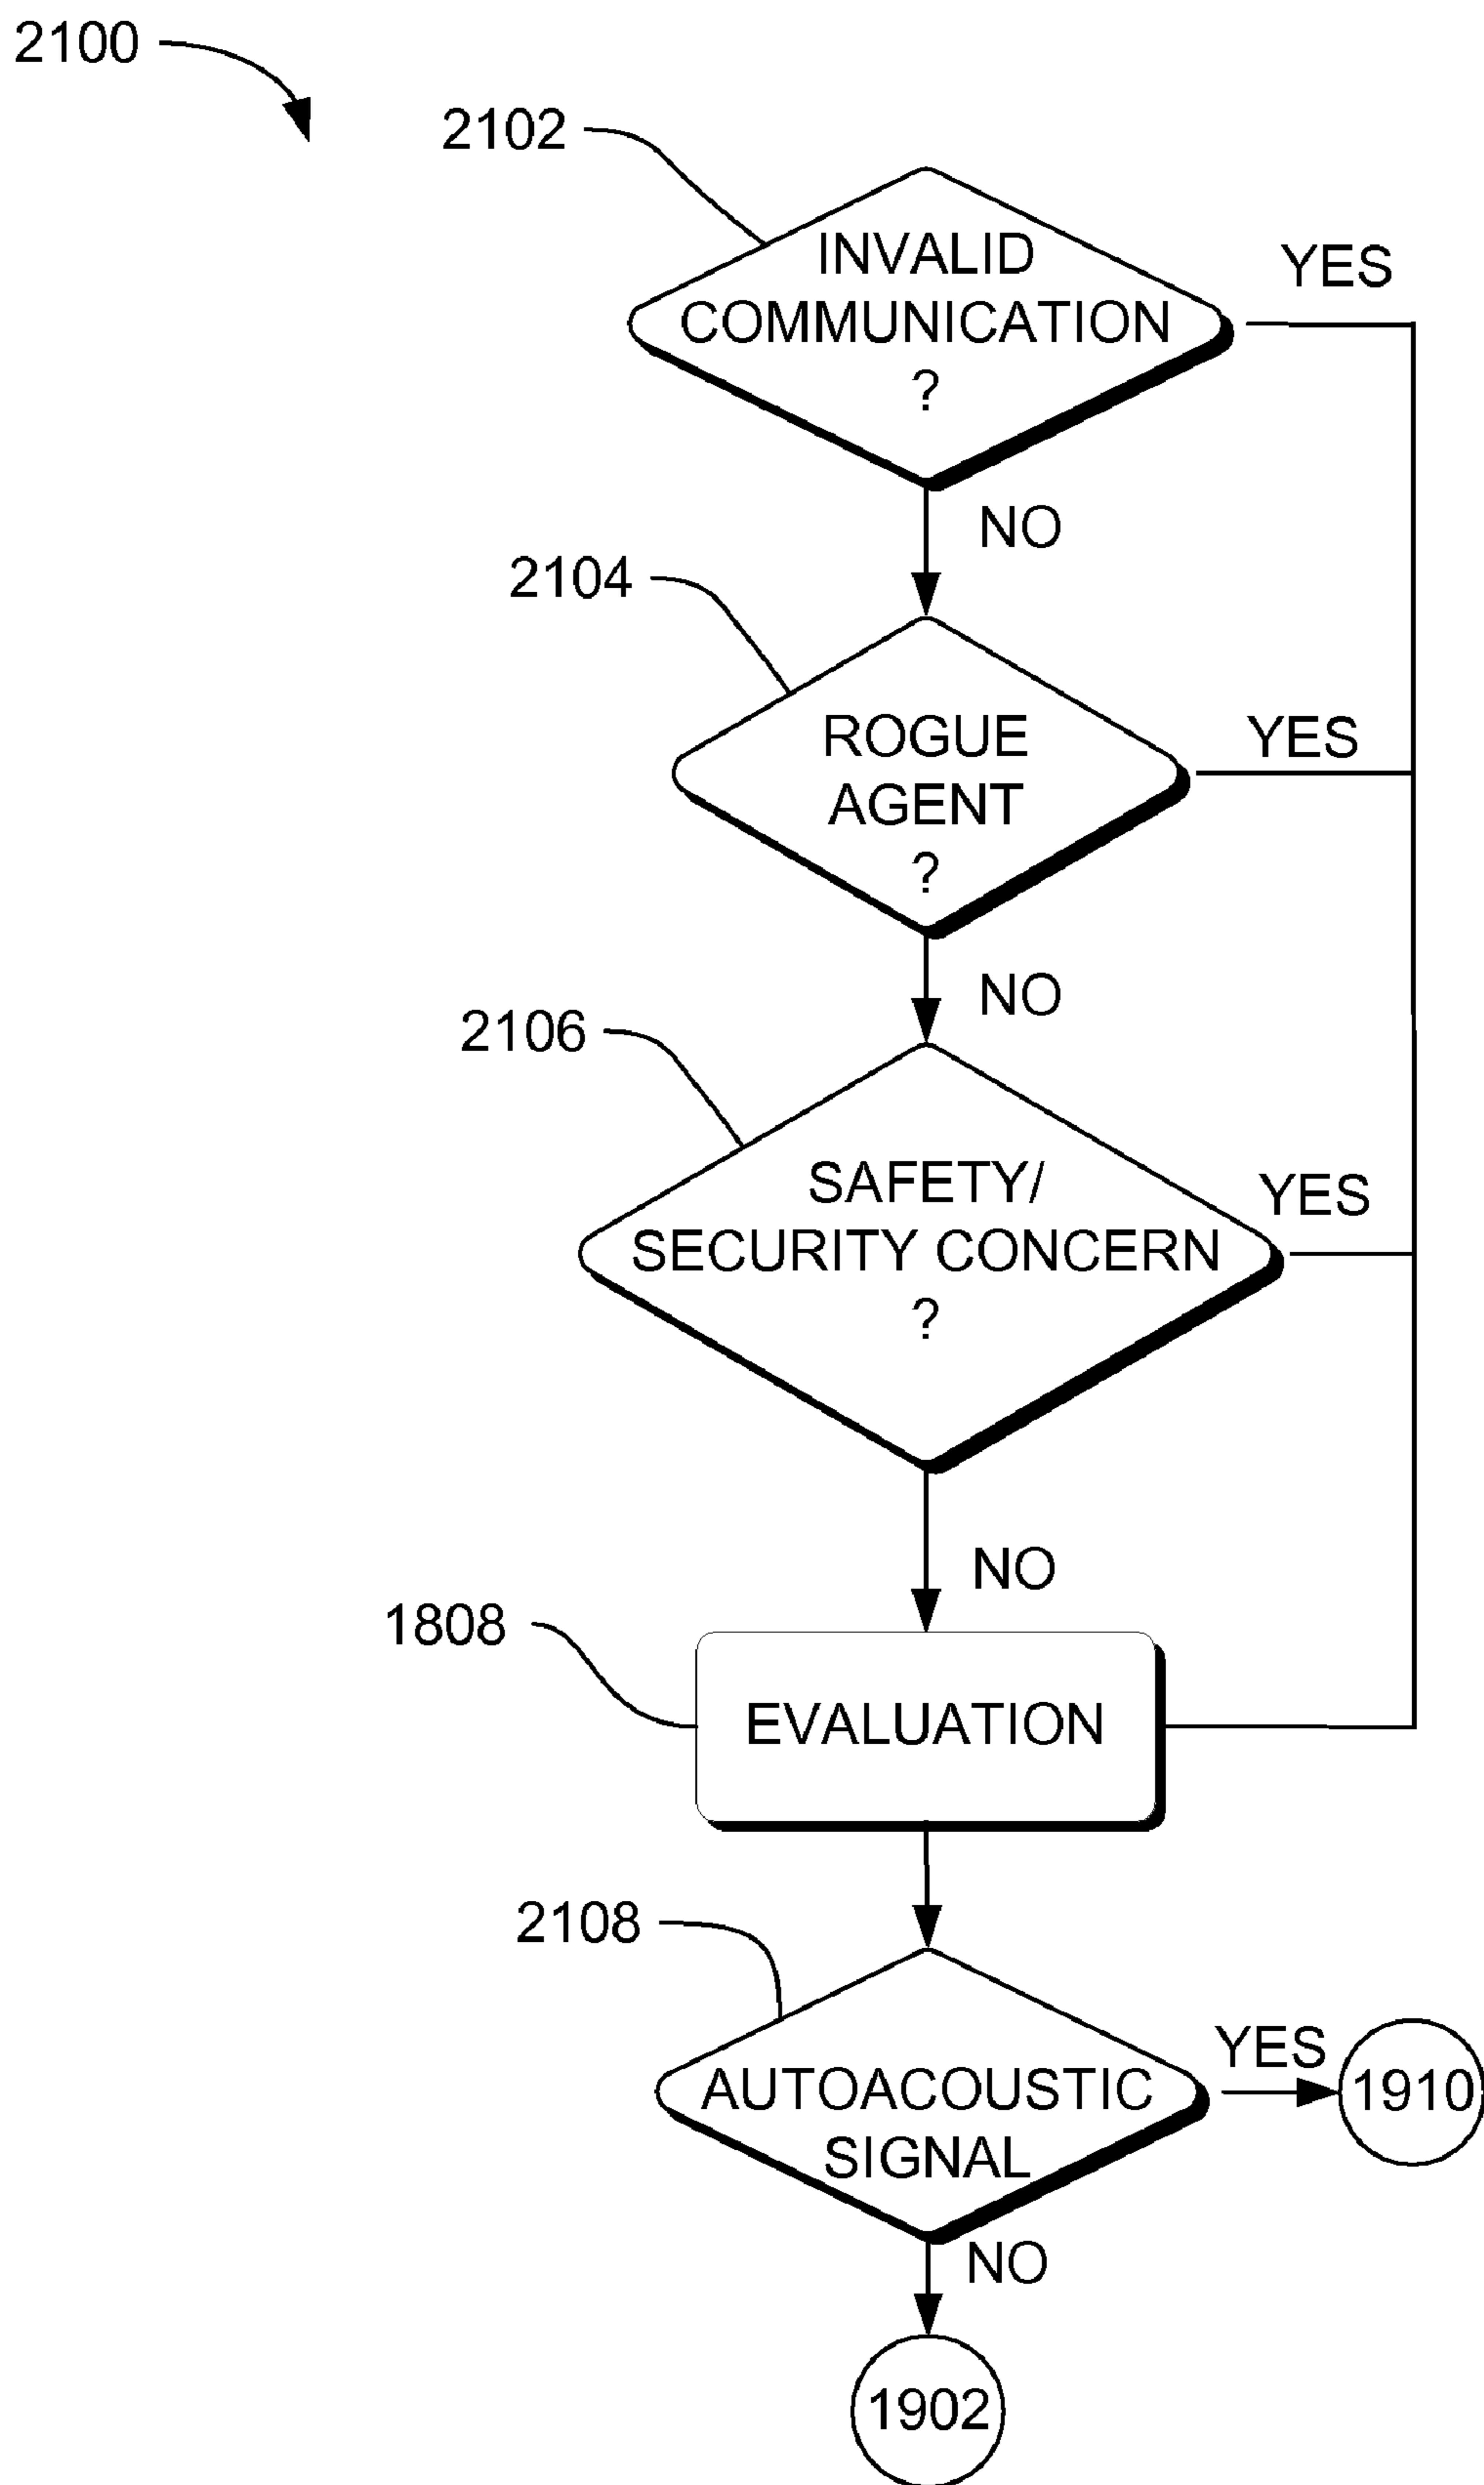 2100
2102
INVALID
COMMUNICATION
?
YES
NO
2104
ROGUE
AGENT
?
YES
NO
2106
SAFETY/
SECURITY CONCERN
?
YES
NO
1808
EVALUATION
2108
AUTOACOUSTIC
SIGNAL
YES
1910
NO
1902